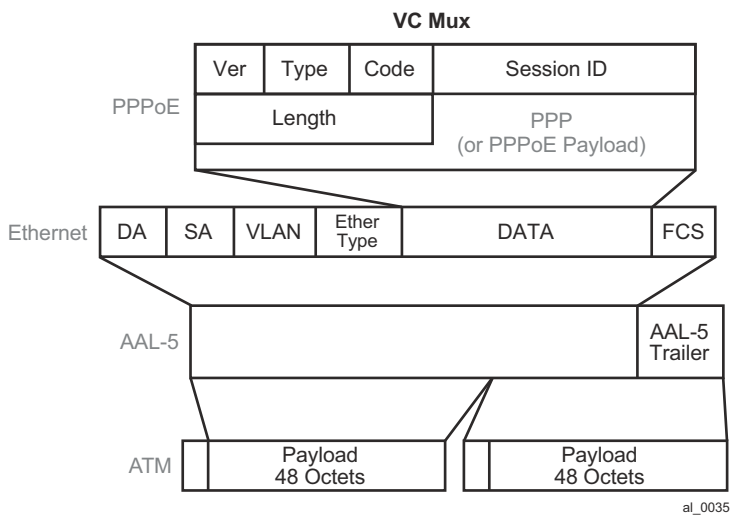 VC Mux
Ver Type Code Session ID
PPPoE
Length
PPP
(or PPPoE Payload)
Ethernet
DA SA VLAN
Ether
Type
DATA FCS
AAL-5
AAL-5
Trailer
ATM
Payload
48 Octets
Payload
48 Octets
al_0035